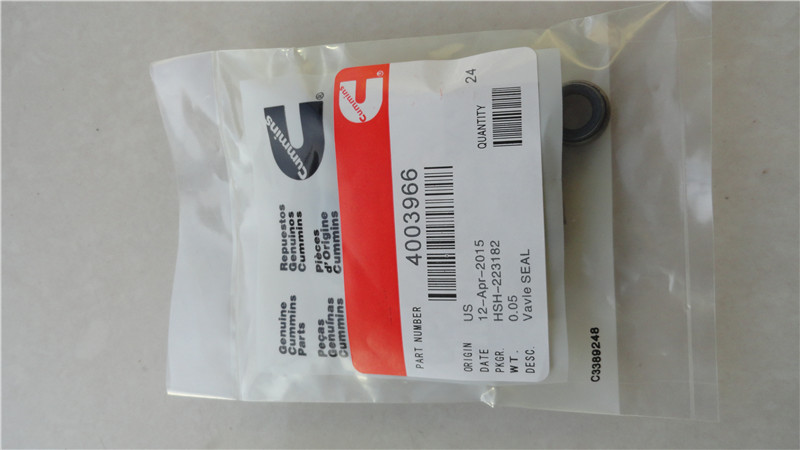 Cummins
®
Genuine
Cummins
Parts
Repuestos
Genuinos
Cummins
Peças
Genuínas
Cummins
Pièces
d'Origine
Cummins
Cummins
®
PART NUMBER
4003966
ORIGIN US
DATE 12-Apr-2015
PKGR. HSH-223182
WT. 0.05
DESC. Vavle SEAL
QUANTITY 24
C3389248